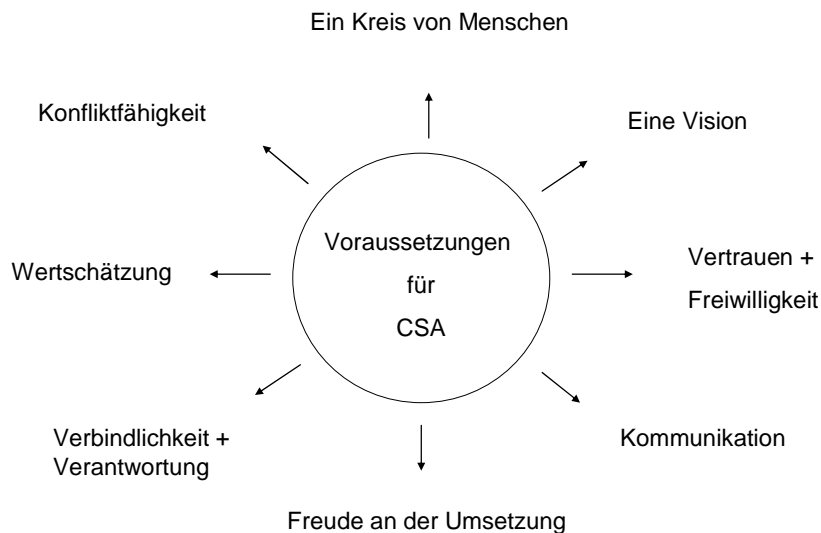 Ein Kreis von Menschen
Konfliktfähigkeit
Eine Vision
Voraussetzungen
für
CSA
Wertschätzung
Vertrauen +
Freiwilligkeit
Verbindlichkeit +
Verantwortung
Kommunikation
Freude an der Umsetzung